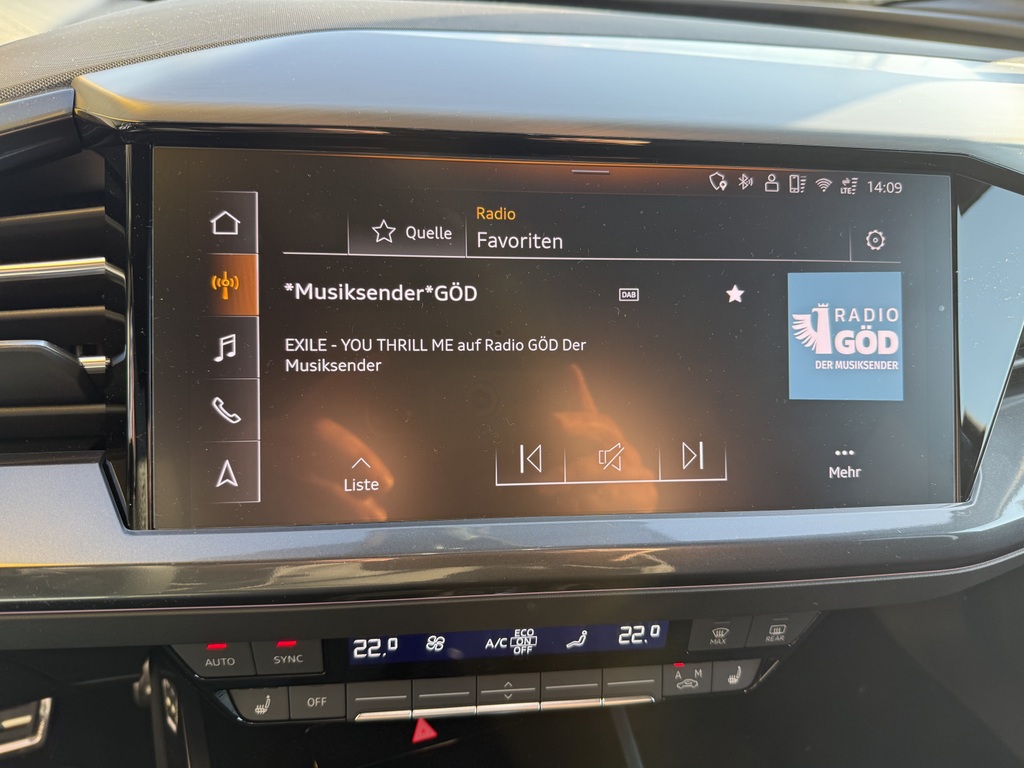 LTE
14:09
Radio
Quelle
Favoriten
*Musiksender*GÖD
DAB
RADIO
GÖD
DER MUSIKSENDER
EXILE - YOU THRILL ME auf Radio GÖD Der
Musiksender
Liste
Mehr
22.0
A/C
ECO
ON
OFF
22.0
AUTO
SYNC
MAX
REAR
OFF
A
M